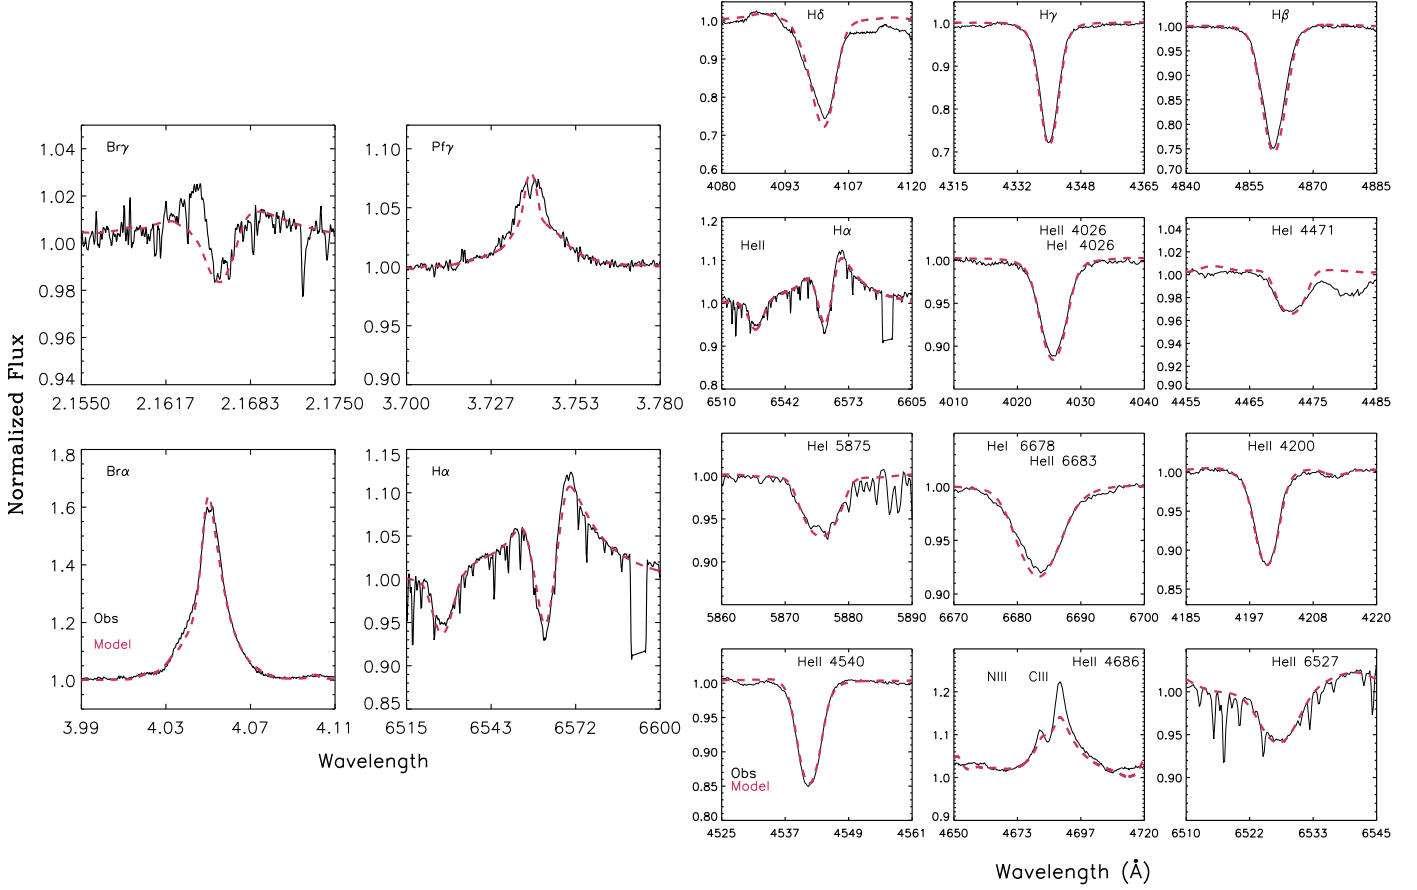 Normalized Flux
Brγ
1.04
1.02
1.00
0.98
0.96
0.94
2.1550 2.1617 2.1683 2.1750
Pfγ
1.10
1.05
1.00
0.95
0.90
3.700 3.727 3.753 3.780
Brα
1.8
1.6
1.4
1.2
1.0
Obs
Model
3.99 4.03 4.07 4.11
Hα
1.15
1.10
1.05
1.00
0.95
0.90
0.85
6515 6543 6572 6600
Wavelength
Hδ
1.0
0.9
0.8
0.7
0.6
4080 4093 4107 4120
Hγ
1.0
0.9
0.8
0.7
4315 4332 4348 4365
Hβ
1.00
0.95
0.90
0.85
0.80
0.75
0.70
4840 4855 4870 4885
HeII Hα
1.2
1.1
1.0
0.9
0.8
6510 6542 6573 6605
HeII 4026
HeI 4026
1.00
0.95
0.90
4010 4020 4030 4040
HeI 4471
1.04
1.02
1.00
0.98
0.96
0.94
0.92
0.90
4455 4465 4475 4485
HeI 5875
1.00
0.95
0.90
5860 5870 5880 5890
HeI 6678
HeII 6683
1.00
0.95
0.90
6670 6680 6690 6700
HeII 4200
1.00
0.95
0.90
0.85
4185 4197 4208 4220
HeII 4540
1.00
0.95
0.90
0.85
0.80
Obs
Model
4525 4537 4549 4561
HeII 4686
NIII CIII
1.2
1.1
1.0
0.9
4650 4673 4697 4720
HeII 6527
1.00
0.95
0.90
6510 6522 6533 6545
Wavelength (Å)